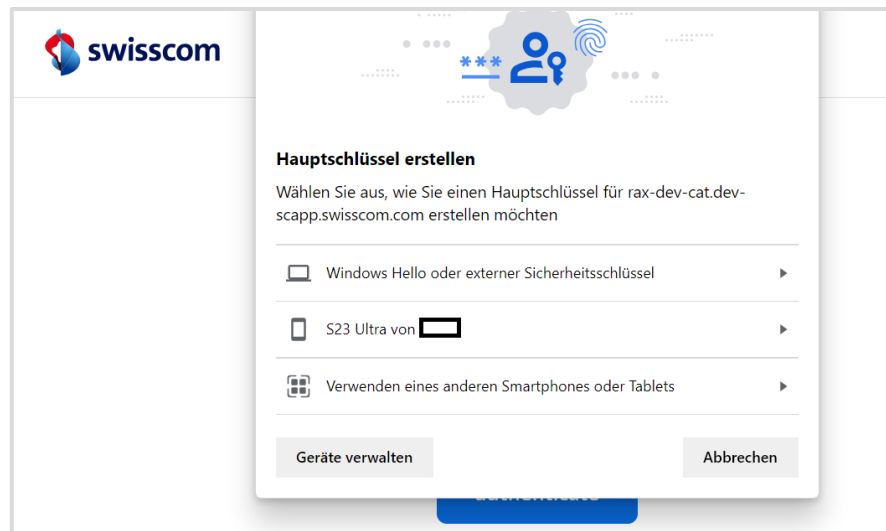 swisscom
***
Hauptschlüssel erstellen
Wählen Sie aus, wie Sie einen Hauptschlüssel für rax-dev-cat.dev-
scapp.swisscom.com erstellen möchten
Windows Hello oder externer Sicherheitsschlüssel
S23 Ultra von
Verwenden eines anderen Smartphones oder Tablets
Geräte verwalten
Abbrechen
authenticate